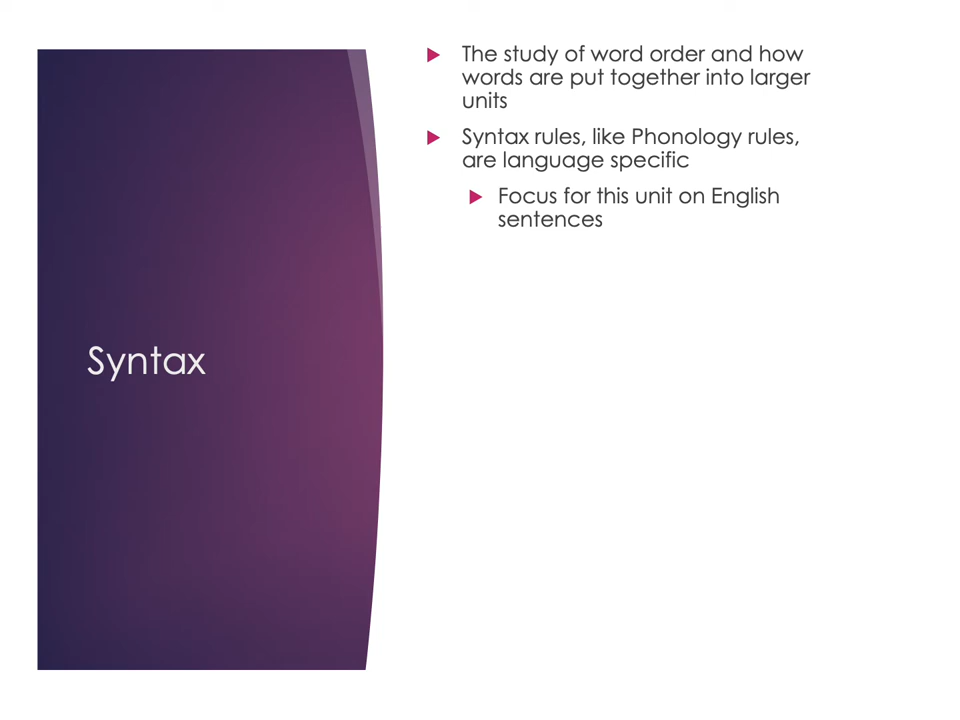 Syntax
The study of word order and how
words are put together into larger
units
Syntax rules, like Phonology rules,
are language specific
Focus for this unit on English
sentences